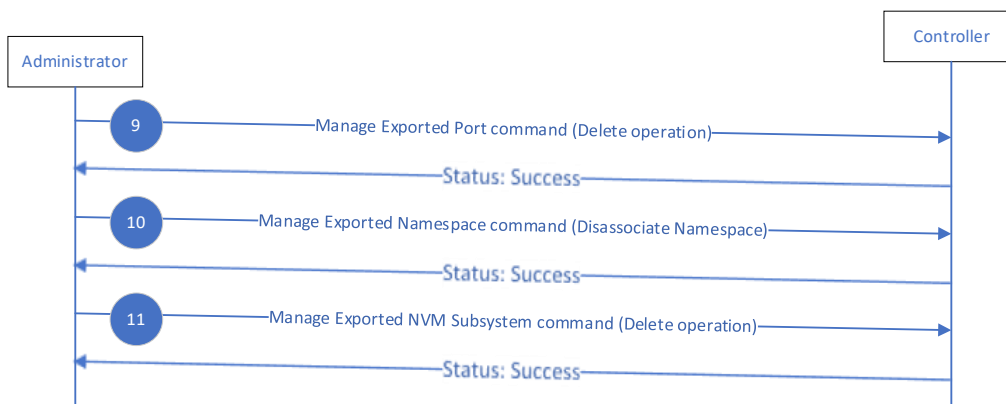 Administrator
Controller
9
Manage Exported Port command (Delete operation)
Status: Success
10
Manage Exported Namespace command (Disassociate Namespace)
Status: Success
11
Manage Exported NVM Subsystem command (Delete operation)
Status: Success